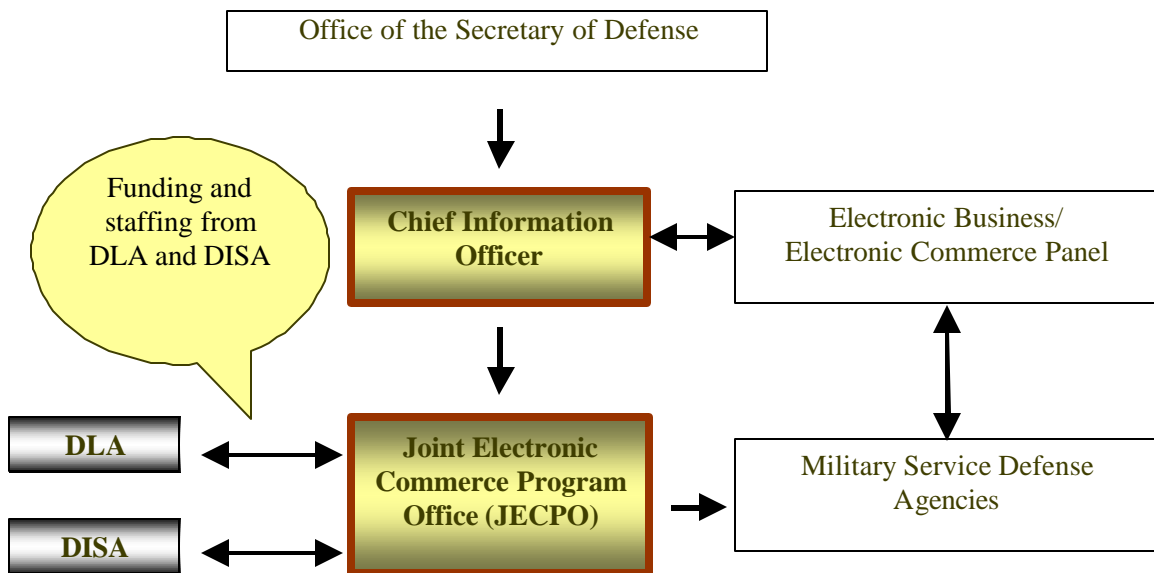 Office of the Secretary of Defense
Funding and
staffing from
DLA and DISA
Chief Information
Officer
Electronic Business/
Electronic Commerce Panel
DLA
Joint Electronic
Commerce Program
Office (JECPO)
Military Service Defense
Agencies
DISA